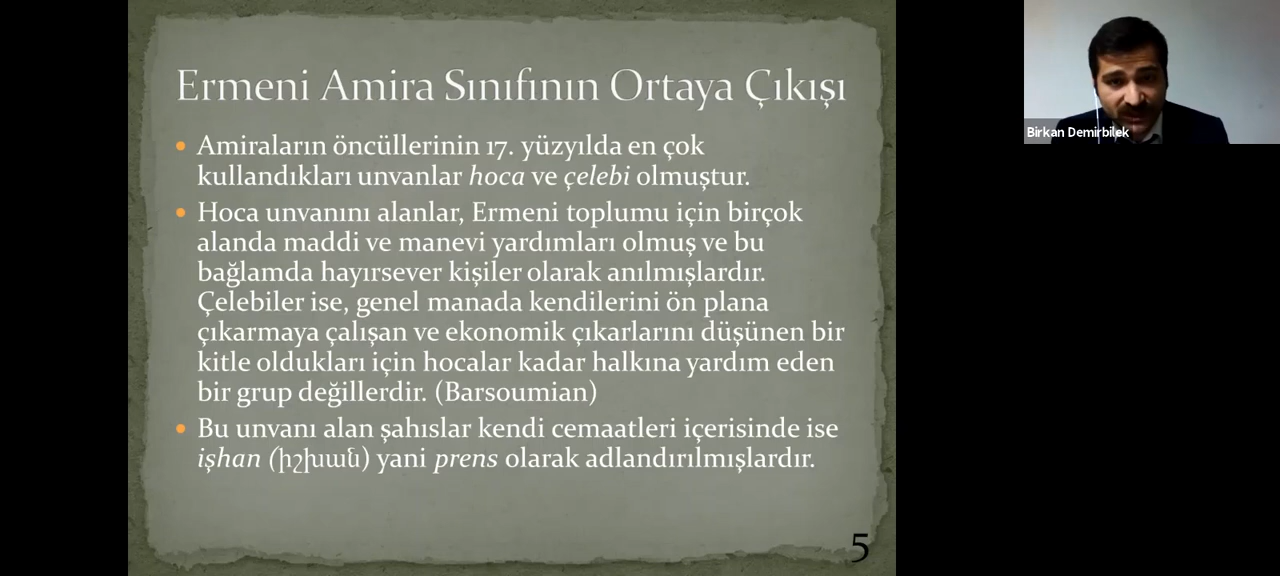 Ermeni Amira Sınıfının Ortaya Çıkışı
• Amiraların öncüllerinin 17. yüzyılda en çok
kullandıkları unvanlar hoca ve çelebi olmuştur.
• Hoca unvanını alanlar, Ermeni toplumu için birçok
alanda maddi ve manevi yardımları olmuş ve bu
bağlamda hayırsever kişiler olarak anılmışlardır.
Çelebiler ise, genel manada kendilerini ön plana
çıkarmaya çalışan ve ekonomik çıkarlarını düşünen bir
kitle oldukları için hocalar kadar halkına yardım eden
bir grup değillerdir. (Barsoumian)
• Bu unvanı alan şahıslar kendi cemaatleri içerisinde ise
işhan (իշխան) yani prens olarak adlandırılmışlardır.
5
Birkan Demirbilek